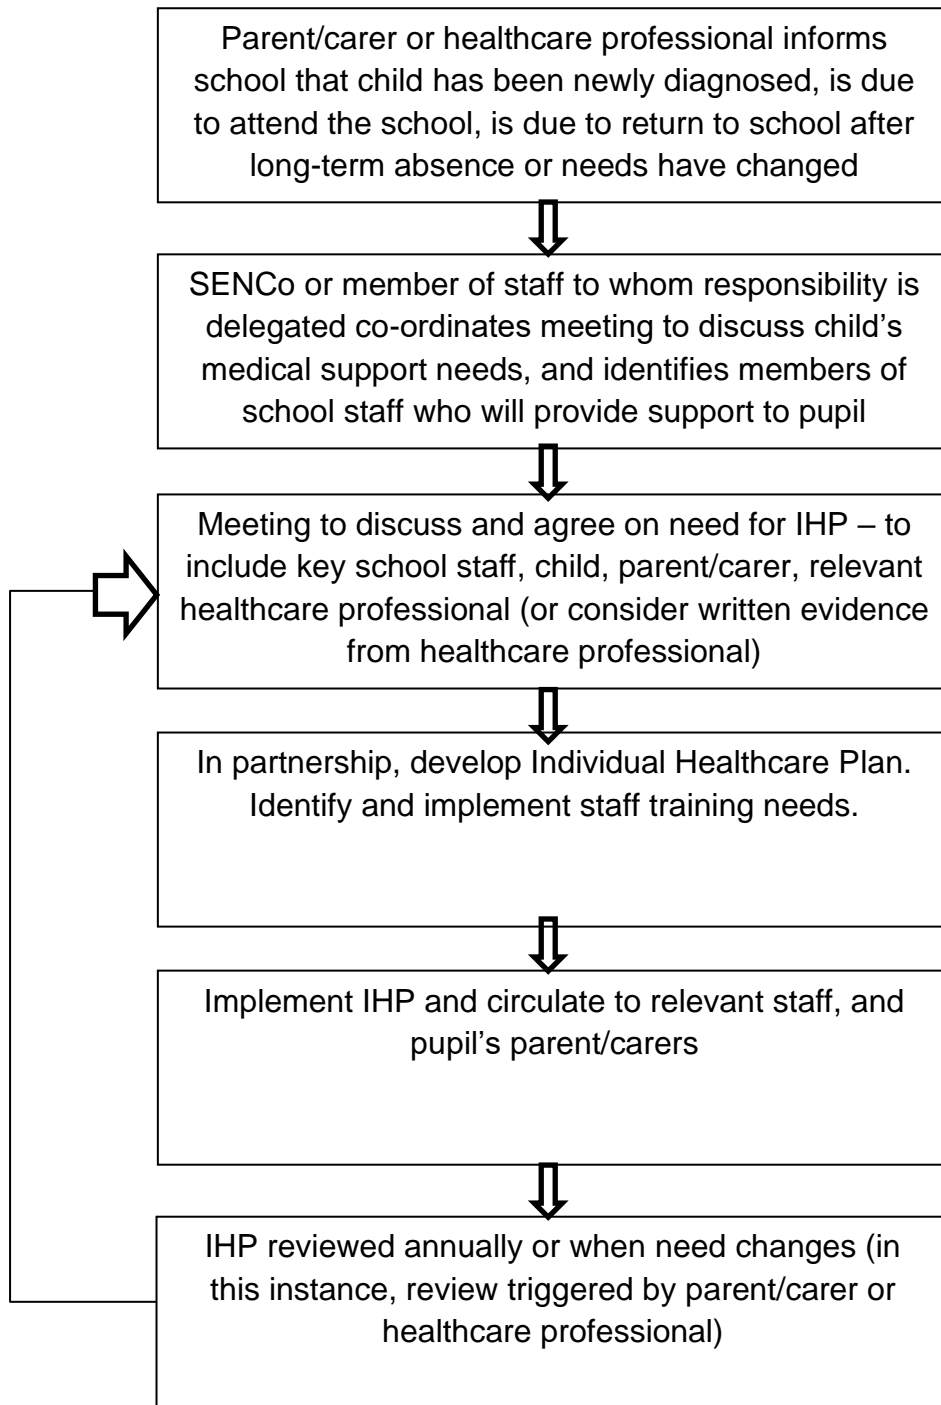 Parent/carer or healthcare professional informs
school that child has been newly diagnosed, is due
to attend the school, is due to return to school after
long-term absence or needs have changed
SENCo or member of staff to whom responsibility is
delegated co-ordinates meeting to discuss child's
medical support needs, and identifies members of
school staff who will provide support to pupil
Meeting to discuss and agree on need for IHP – to
include key school staff, child, parent/carer, relevant
healthcare professional (or consider written evidence
from healthcare professional)
In partnership, develop Individual Healthcare Plan.
Identify and implement staff training needs.
Implement IHP and circulate to relevant staff, and
pupil's parent/carers
IHP reviewed annually or when need changes (in
this instance, review triggered by parent/carer or
healthcare professional)